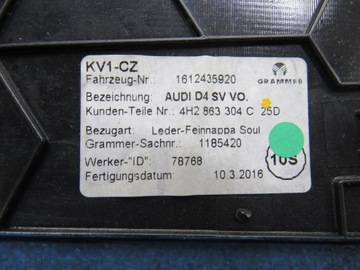 KV1-CZ
Fahrzeug-Nr.: 1612435920
GRAMMER
Bezeichnung: AUDI D4 SV VO.
Kunden-Teile Nr.: 4H2 863 304 C 25D
Bezugart: Leder-Feinnappa Soul
Grammer-Sachnr.: 1185420
Werker-"ID": 78768
10S
Fertigungsdatum: 10.3.2016